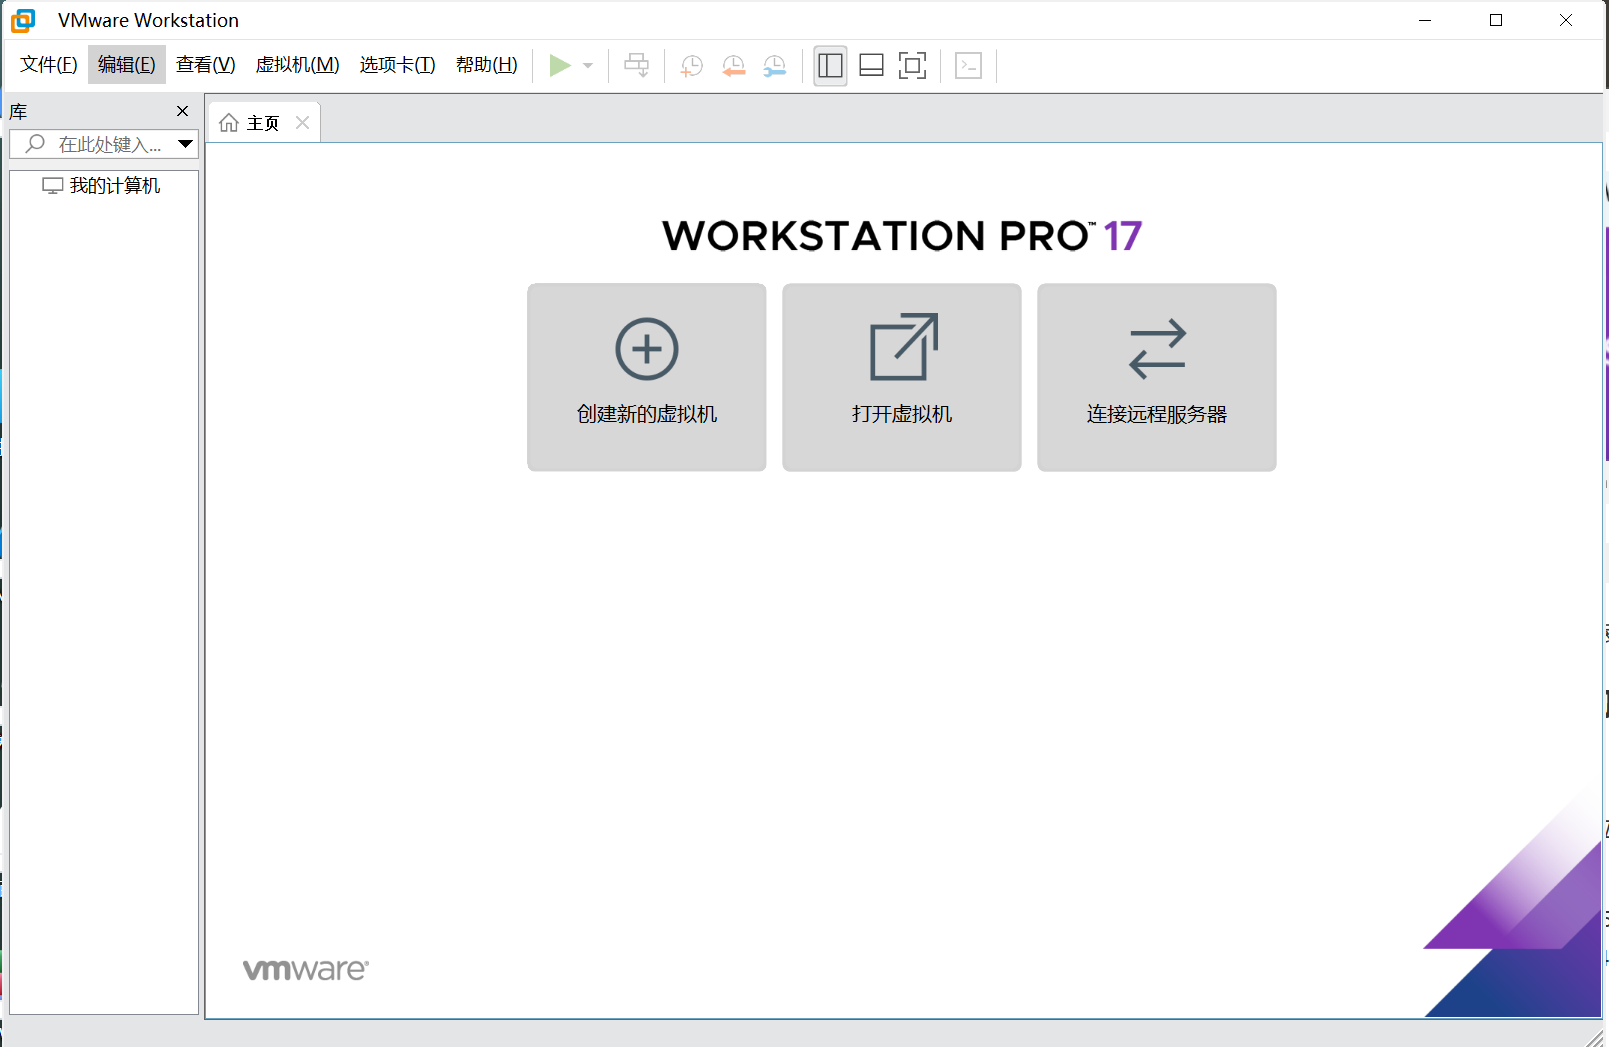 VMware Workstation
文件(F) 编辑(E) 查看(V) 虚拟机(M) 选项卡(T) 帮助(H)
库
在此处键入...
我的计算机
主页
WORKSTATION PRO™ 17
创建新的虚拟机
打开虚拟机
连接远程服务器
vmware®